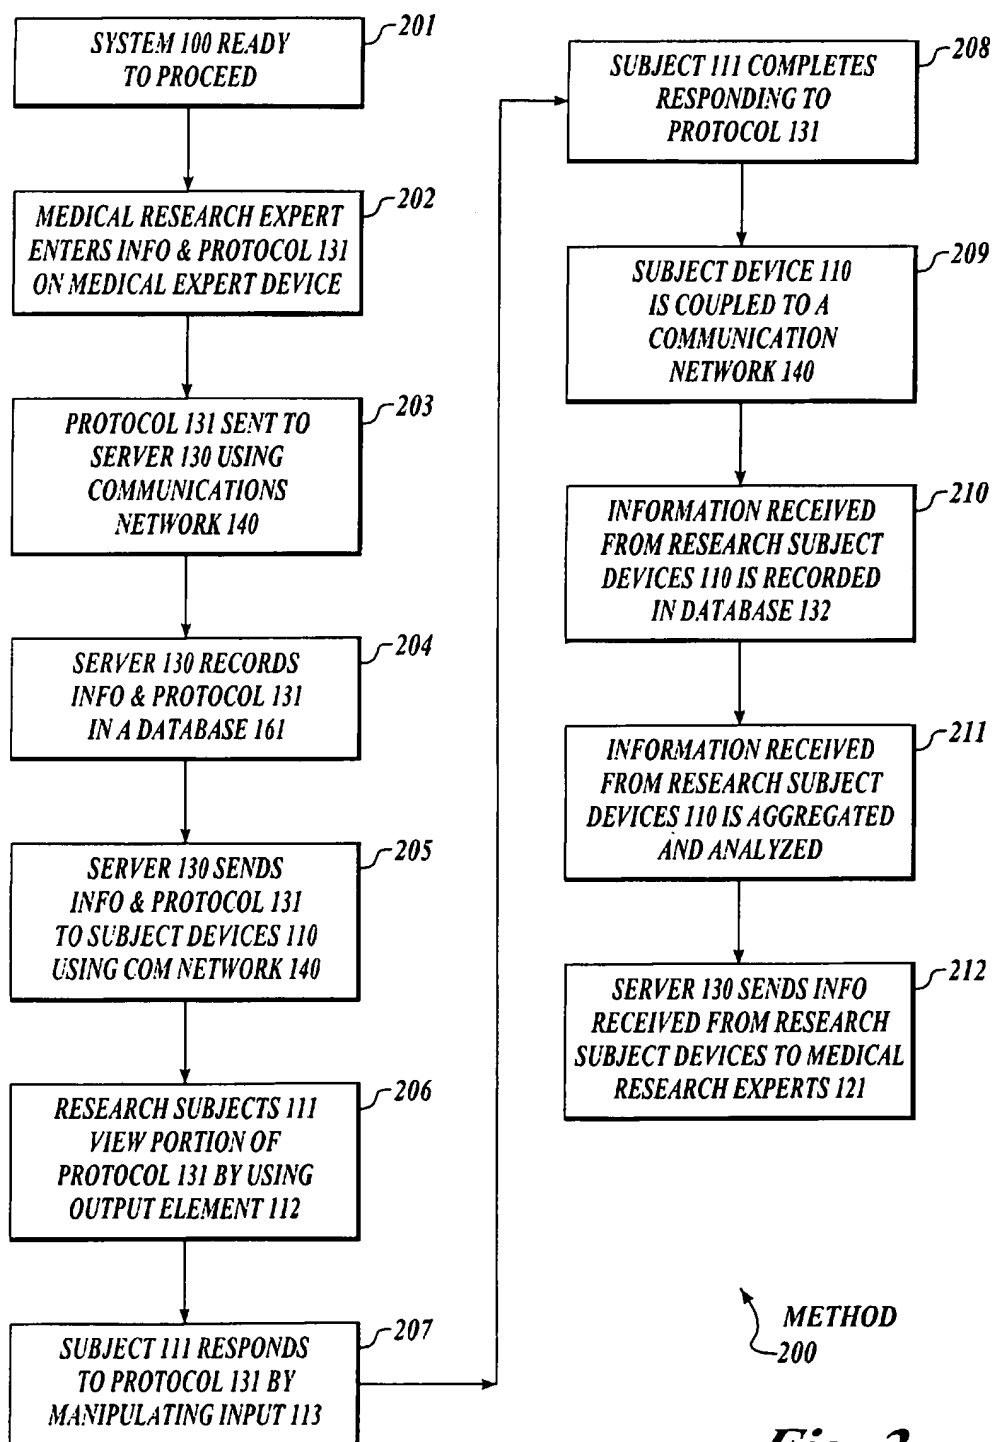 SYSTEM 100 READY
TO PROCEED
201
MEDICAL RESEARCH EXPERT
ENTERS INFO & PROTOCOL 131
ON MEDICAL EXPERT DEVICE
202
PROTOCOL 131 SENT TO
SERVER 130 USING
COMMUNICATIONS
NETWORK 140
203
SERVER 130 RECORDS
INFO & PROTOCOL 131
IN A DATABASE 161
204
SERVER 130 SENDS
INFO & PROTOCOL 131
TO SUBJECT DEVICES 110
USING COM NETWORK 140
205
RESEARCH SUBJECTS 111
VIEW PORTION OF
PROTOCOL 131 BY USING
OUTPUT ELEMENT 112
206
SUBJECT 111 RESPONDS
TO PROTOCOL 131 BY
MANIPULATING INPUT 113
207
SUBJECT 111 COMPLETES
RESPONDING TO
PROTOCOL 131
208
SUBJECT DEVICE 110
IS COUPLED TO A
COMMUNICATION
NETWORK 140
209
INFORMATION RECEIVED
FROM RESEARCH SUBJECT
DEVICES 110 IS RECORDED
IN DATABASE 132
210
INFORMATION RECEIVED
FROM RESEARCH SUBJECT
DEVICES 110 IS AGGREGATED
AND ANALYZED
211
SERVER 130 SENDS INFO
RECEIVED FROM RESEARCH
SUBJECT DEVICES TO MEDICAL
RESEARCH EXPERTS 121
212
METHOD
200